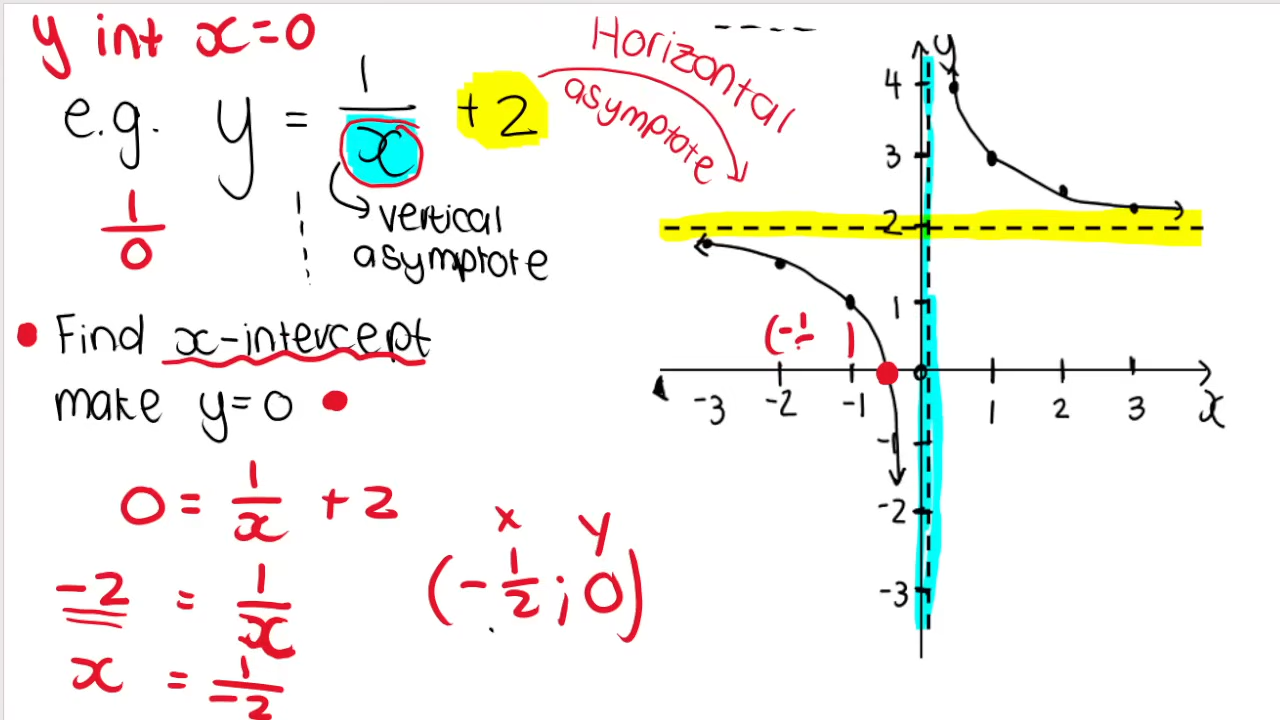 y int x=0
e.g. y = 1/x +2
Horizontal
asymptote
1/0
vertical
asymptote
Find x-intercept
make y=0
0 = 1/x + 2
-2 = 1/x
x = 1/-2
x y
(-1/2 ; 0)
y
4
3
2
1
(-1
-3 -2 -1 0 1 2 3 x
-1
-2
-3